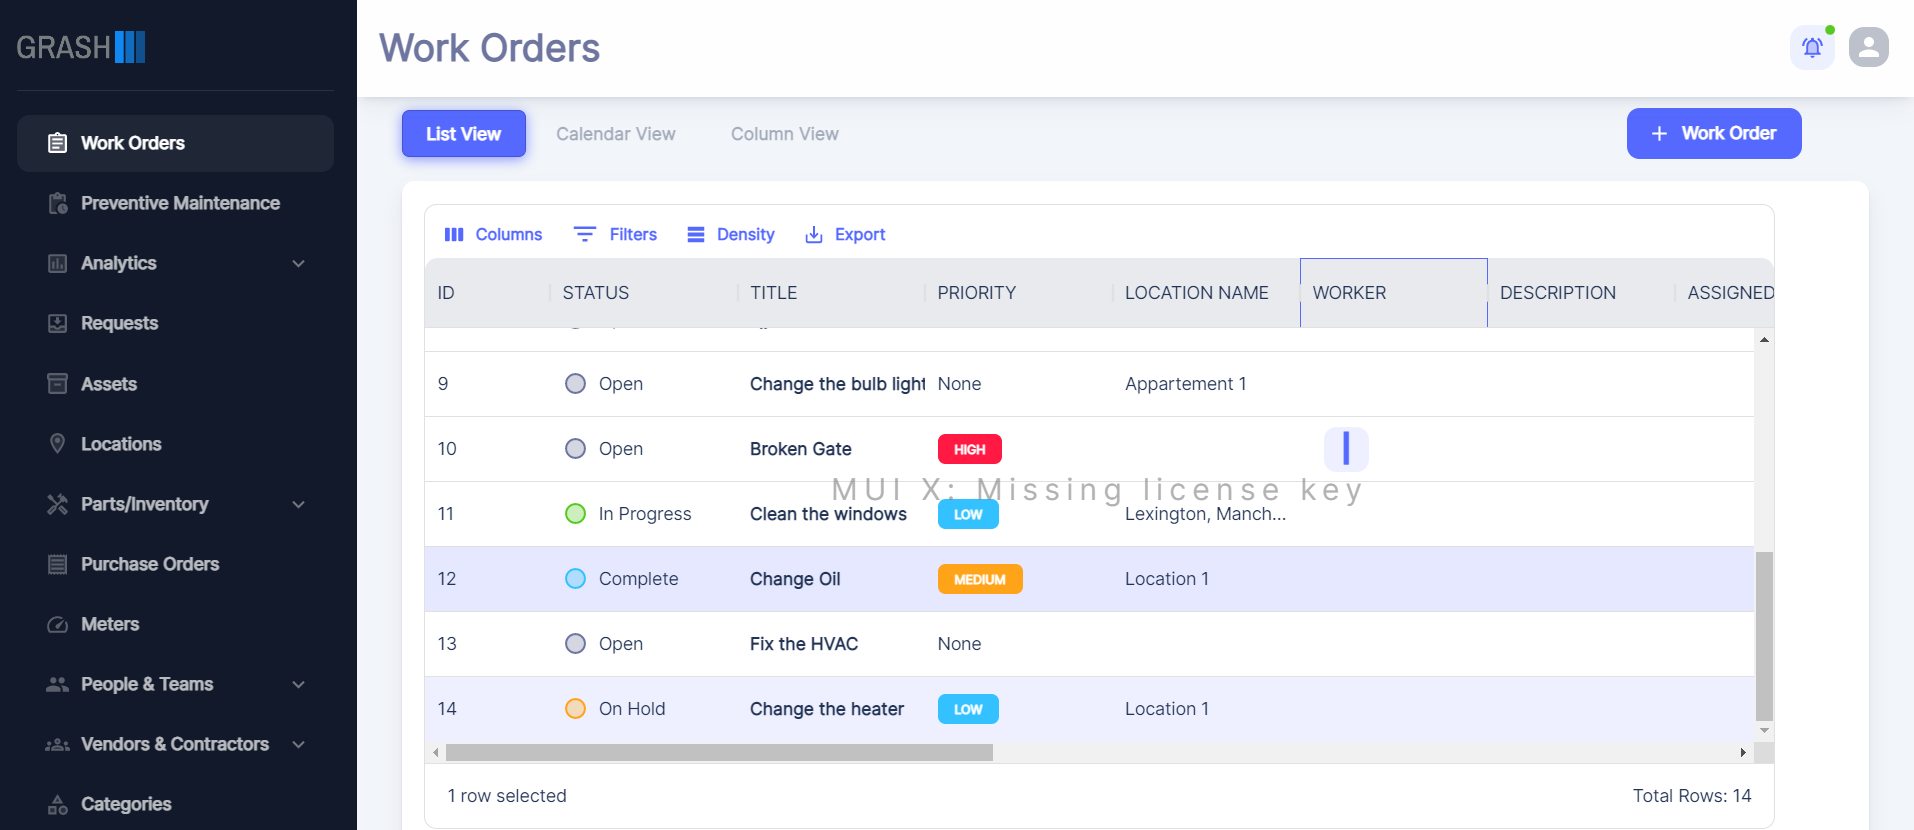 GRASH
Work Orders
Work Orders
Preventive Maintenance
Analytics
Requests
Assets
Locations
Parts/Inventory
Purchase Orders
Meters
People & Teams
Vendors & Contractors
Categories
List View
Calendar View
Column View
+ Work Order
Columns
Filters
Density
Export
ID STATUS TITLE PRIORITY LOCATION NAME WORKER DESCRIPTION ASSIGNED
9 Open Change the bulb light None Appartement 1
10 Open Broken Gate HIGH
MUI X: Missing license key
11 In Progress Clean the windows LOW Lexington, Manch...
12 Complete Change Oil MEDIUM Location 1
13 Open Fix the HVAC None
14 On Hold Change the heater LOW Location 1
1 row selected
Total Rows: 14